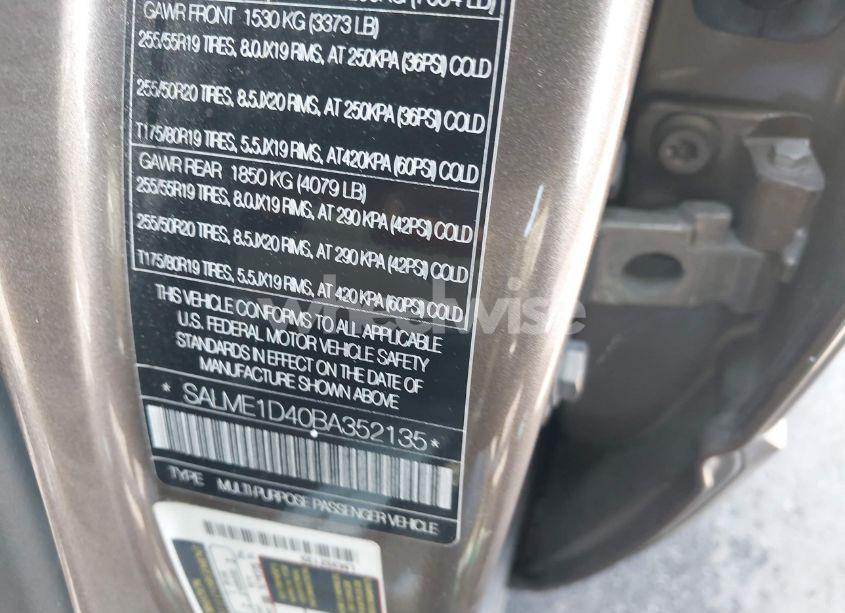 GAWR FRONT 1530 KG (3373 LB)
255/55R19 TIRES, 8.0JX19 RIMS, AT 250KPA (36PSI) COLD
255/50R20 TIRES, 8.5JX20 RIMS, AT 250KPA (36PSI) COLD
T175/80R19 TIRES, 5.5JX19 RIMS, AT 420KPA (60PSI) COLD
GAWR REAR 1850 KG (4079 LB)
255/55R19 TIRES, 8.0JX19 RIMS, AT 290 KPA (42PSI) COLD
255/50R20 TIRES, 8.5JX20 RIMS, AT 290 KPA (42PSI) COLD
T175/80R19 TIRES, 5.5JX19 RIMS, AT 420 KPA (60PSI) COLD
THIS VEHICLE CONFORMS TO ALL APPLICABLE
U.S. FEDERAL MOTOR VEHICLE SAFETY
STANDARDS IN EFFECT ON THE DATE OF
MANUFACTURE SHOWN ABOVE
* SALME1D40BA352135 *
TYPE MULTI-PURPOSE PASSENGER VEHICLE
wheelwise